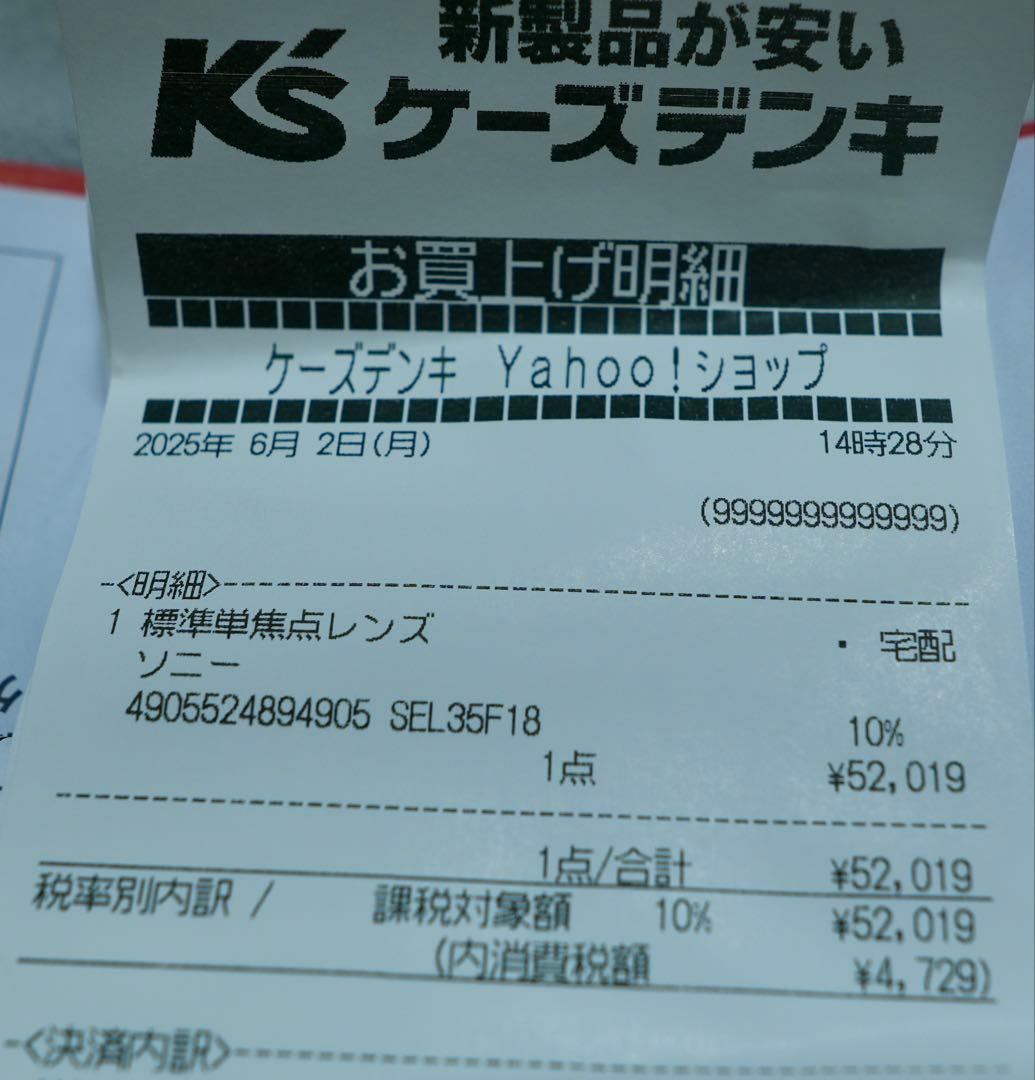 新製品が安い
K's ケーズデンキ
お買上げ明細
ケーズデンキ Yahoo!ショップ
2025年 6月 2日(月) 14時28分
(9999999999999)
-<明細>-
1 標準単焦点レンズ ・ 宅配
ソニー
4905524894905 SEL35F18 10%
1点 ¥52,019
1点/合計 ¥52,019
税率別内訳 / 課税対象額 10% ¥52,019
(内消費税額 ¥4,729)
-<決済内訳>-